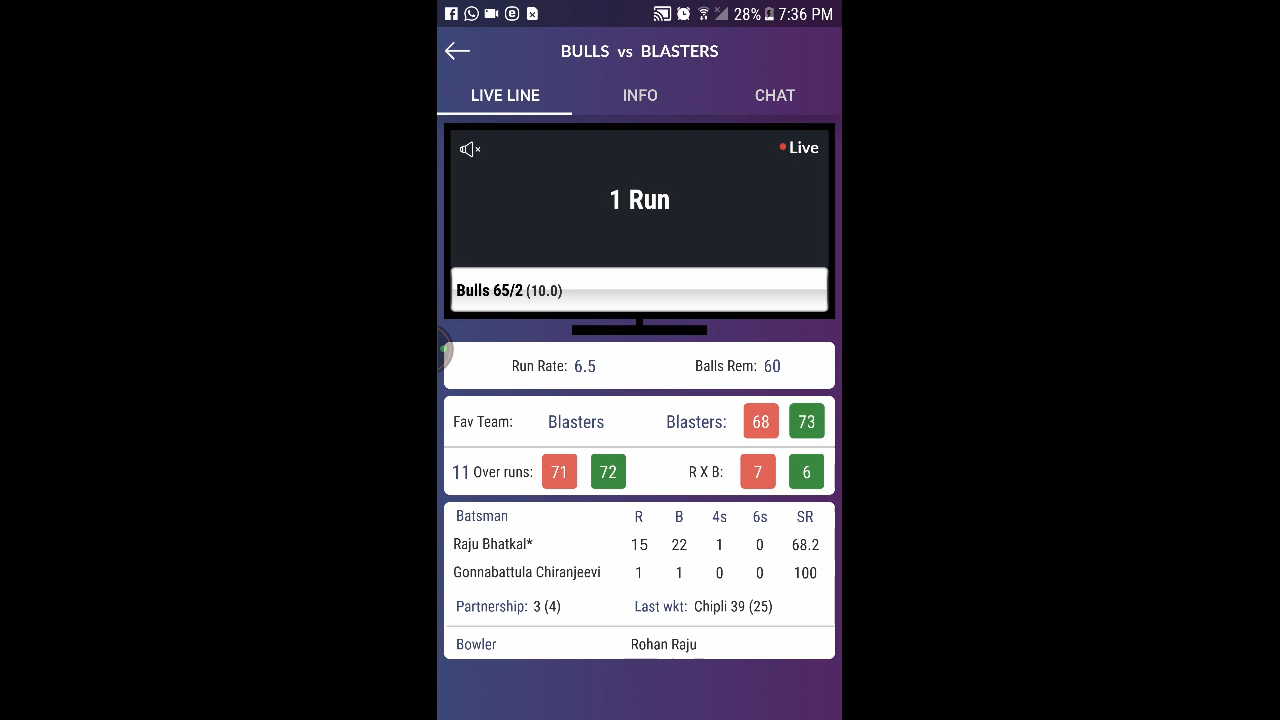 28% 7:36 PM
BULLS vs BLASTERS
LIVE LINE INFO CHAT
Live
1 Run
Bulls 65/2 (10.0)
Run Rate: 6.5 Balls Rem: 60
Fav Team: Blasters Blasters: 68 73
11 Over runs: 71 72 R X B: 7 6
Batsman R B 4s 6s SR
Raju Bhatkal* 15 22 1 0 68.2
Gonnabattula Chiranjeevi 1 1 0 0 100
Partnership: 3 (4) Last wkt: Chipli 39 (25)
Bowler Rohan Raju